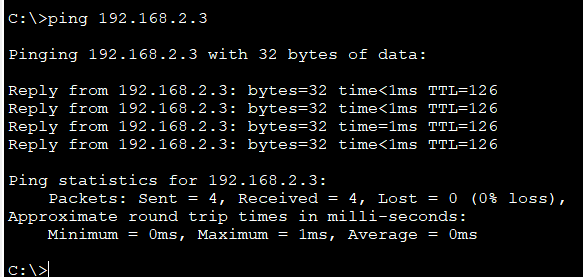 C:\>ping 192.168.2.3
Pinging 192.168.2.3 with 32 bytes of data:
Reply from 192.168.2.3: bytes=32 time<1ms TTL=126
Reply from 192.168.2.3: bytes=32 time<1ms TTL=126
Reply from 192.168.2.3: bytes=32 time=1ms TTL=126
Reply from 192.168.2.3: bytes=32 time<1ms TTL=126
Ping statistics for 192.168.2.3:
Packets: Sent = 4, Received = 4, Lost = 0 (0% loss),
Approximate round trip times in milli-seconds:
Minimum = 0ms, Maximum = 1ms, Average = 0ms
C:\>